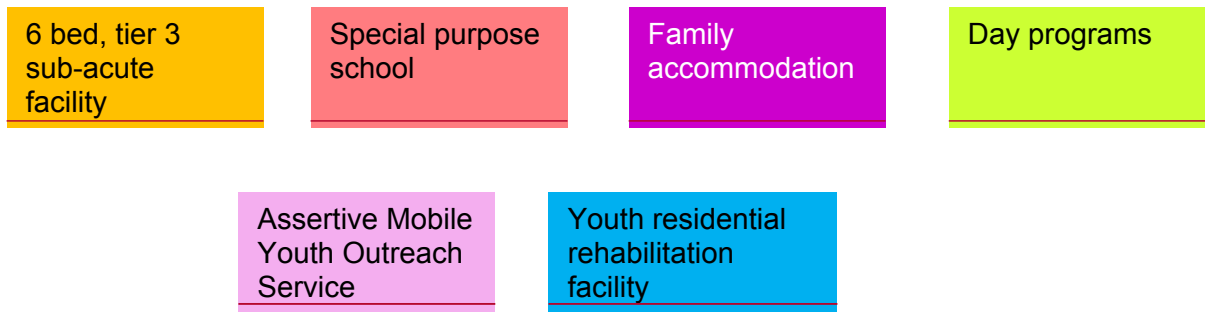 6 bed, tier 3
sub-acute
facility
Special purpose
school
Family
accommodation
Day programs
Assertive Mobile
Youth Outreach
Service
Youth residential
rehabilitation
facility